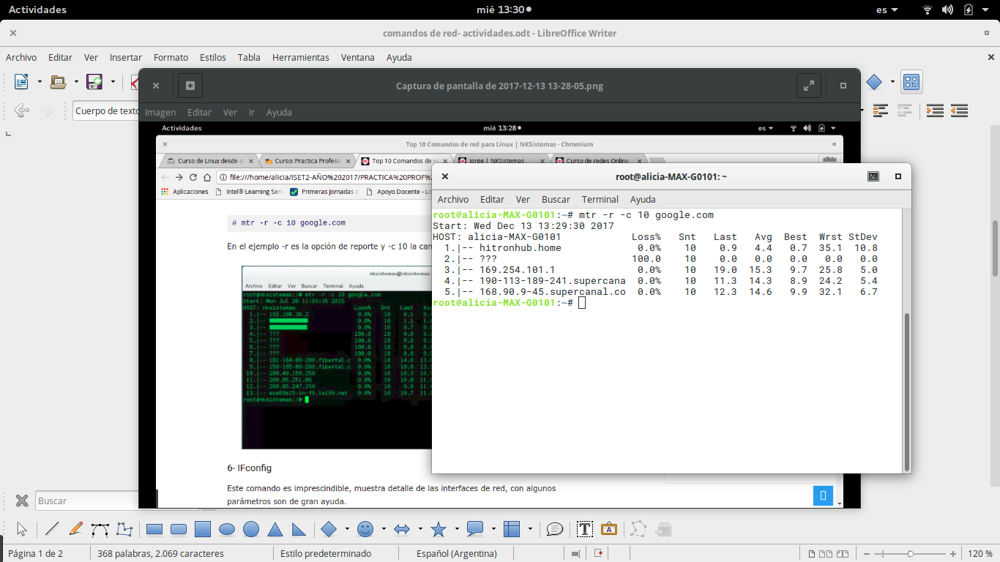 Actividades
mié 13:30
es
comandos de red- actividades.odt - LibreOffice Writer
Archivo Editar Ver Insertar Formato Estilos Tabla Herramientas Ventana Ayuda
Cuerpo de texto
Captura de pantalla de 2017-12-13 13-28-05.png
Imagen Editar Ver Ir Ayuda
Actividades
mié 13:28
es
Top 10 Comandos de red para Linux | NKSistemas - Chromium
Curso de Linux desde c
Curso: Practica Profesio
Top 10 Comandos de re
Jorge | NKSistemas
Curso de redes Online
alicia
file:///home/alicia/ISET2-AÑO%202017/PRACTICA%20PROF%
Aplicaciones
Intel® Learning Seri
Primeras Jornadas d
Apoyo Docente - Lo
# mtr -r -c 10 google.com
En el ejemplo -r es la opción de reporte y -c 10 la can
nksistemas@nksistemas:
Archivo Editar Ver Buscar Terminal Ayuda
root@nksistemas:/# mtr -r -c 10 google.com
Start: Mon Jul 20 11:03:35 2015
HOST: nksistemas Loss% Snt Last
1.|-- 192.168.30.2 0.0% 10 0.1
2.|-- 0.0% 10 1.1
3.|-- 0.0% 10 0.7
4.|-- ??? 100.0 10 0.0
5.|-- ??? 100.0 10 0.0
6.|-- ??? 100.0 10 0.0
7.|-- ??? 100.0 10 0.0
8.|-- 181-164-89-200.fibertel.c 0.0% 10 14.6
9.|-- 150-165-89-200.fibertel.c 0.0% 10 10.0
10.|-- 200.49.159.250 0.0% 10 10.3
11.|-- 209.85.251.86 0.0% 10 10.8
12.|-- 209.85.247.159 0.0% 10 9.9
13.|-- eze03s15-in-f9.1e100.net 0.0% 10 10.7
root@nksistemas:/#
6- IFconfig
Este comando es imprescindible, muestra detalle de las interfaces de red, con algunos
parámetros son de gran ayuda.
root@alicia-MAX-G0101: ~
Archivo Editar Ver Buscar Terminal Ayuda
root@alicia-MAX-G0101:~# mtr -r -c 10 google.com
Start: Wed Dec 13 13:29:30 2017
HOST: alicia-MAX-G0101 Loss% Snt Last Avg Best Wrst StDev
1.|-- hitronhub.home 0.0% 10 0.9 4.4 0.7 35.1 10.8
2.|-- ??? 100.0 10 0.0 0.0 0.0 0.0 0.0
3.|-- 169.254.101.1 0.0% 10 19.0 15.3 9.7 25.8 5.0
4.|-- 190-113-189-241.supercana 0.0% 10 11.3 14.3 8.9 24.2 5.4
5.|-- 168.90.9-45.supercanal.co 0.0% 10 12.3 14.6 9.9 32.1 6.7
root@alicia-MAX-G0101:~#
Buscar
Página 1 de 2
368 palabras, 2.069 caracteres
Estilo predeterminado
Español (Argentina)
120 %